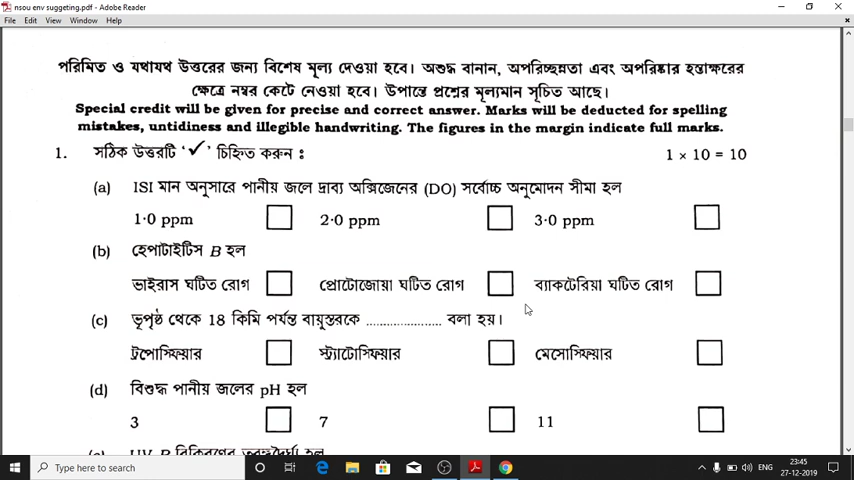 nsou env suggeting.pdf - Adobe Reader
File Edit View Window Help
পরিমিত ও যথাযথ উত্তরের জন্য বিশেষ মূল্য দেওয়া হবে। অশুদ্ধ বানান, অপরিচ্ছন্নতা এবং অপরিষ্কার হস্তাক্ষরের
ক্ষেত্রে নম্বর কেটে নেওয়া হবে। উপান্তে প্রশ্নের মূল্যমান সূচিত আছে।
Special credit will be given for precise and correct answer. Marks will be deducted for spelling
mistakes, untidiness and illegible handwriting. The figures in the margin indicate full marks.
1. সঠিক উত্তরটি '✓' চিহ্নিত করুন : 1 × 10 = 10
(a) ISI মান অনুসারে পানীয় জলে দ্রাব্য অক্সিজেনের (DO) সর্বোচ্চ অনুমোদন সীমা হল
1·0 ppm 2·0 ppm 3·0 ppm
(b) হেপাটাইটিস B হল
ভাইরাস ঘটিত রোগ প্রোটোজোয়া ঘটিত রোগ ব্যাকটেরিয়া ঘটিত রোগ
(c) ভূপৃষ্ঠ থেকে 18 কিমি পর্যন্ত বায়ুস্তরকে ..................... বলা হয়।
ট্রপোস্ফিয়ার স্ট্র্যাটোস্ফিয়ার মেসোস্ফিয়ার
(d) বিশুদ্ধ পানীয় জলের pH হল
3 7 11
UV B বিকিরণের তরঙ্গদৈর্ঘ্য হল
Type here to search
ENG
23:45
27-12-2019